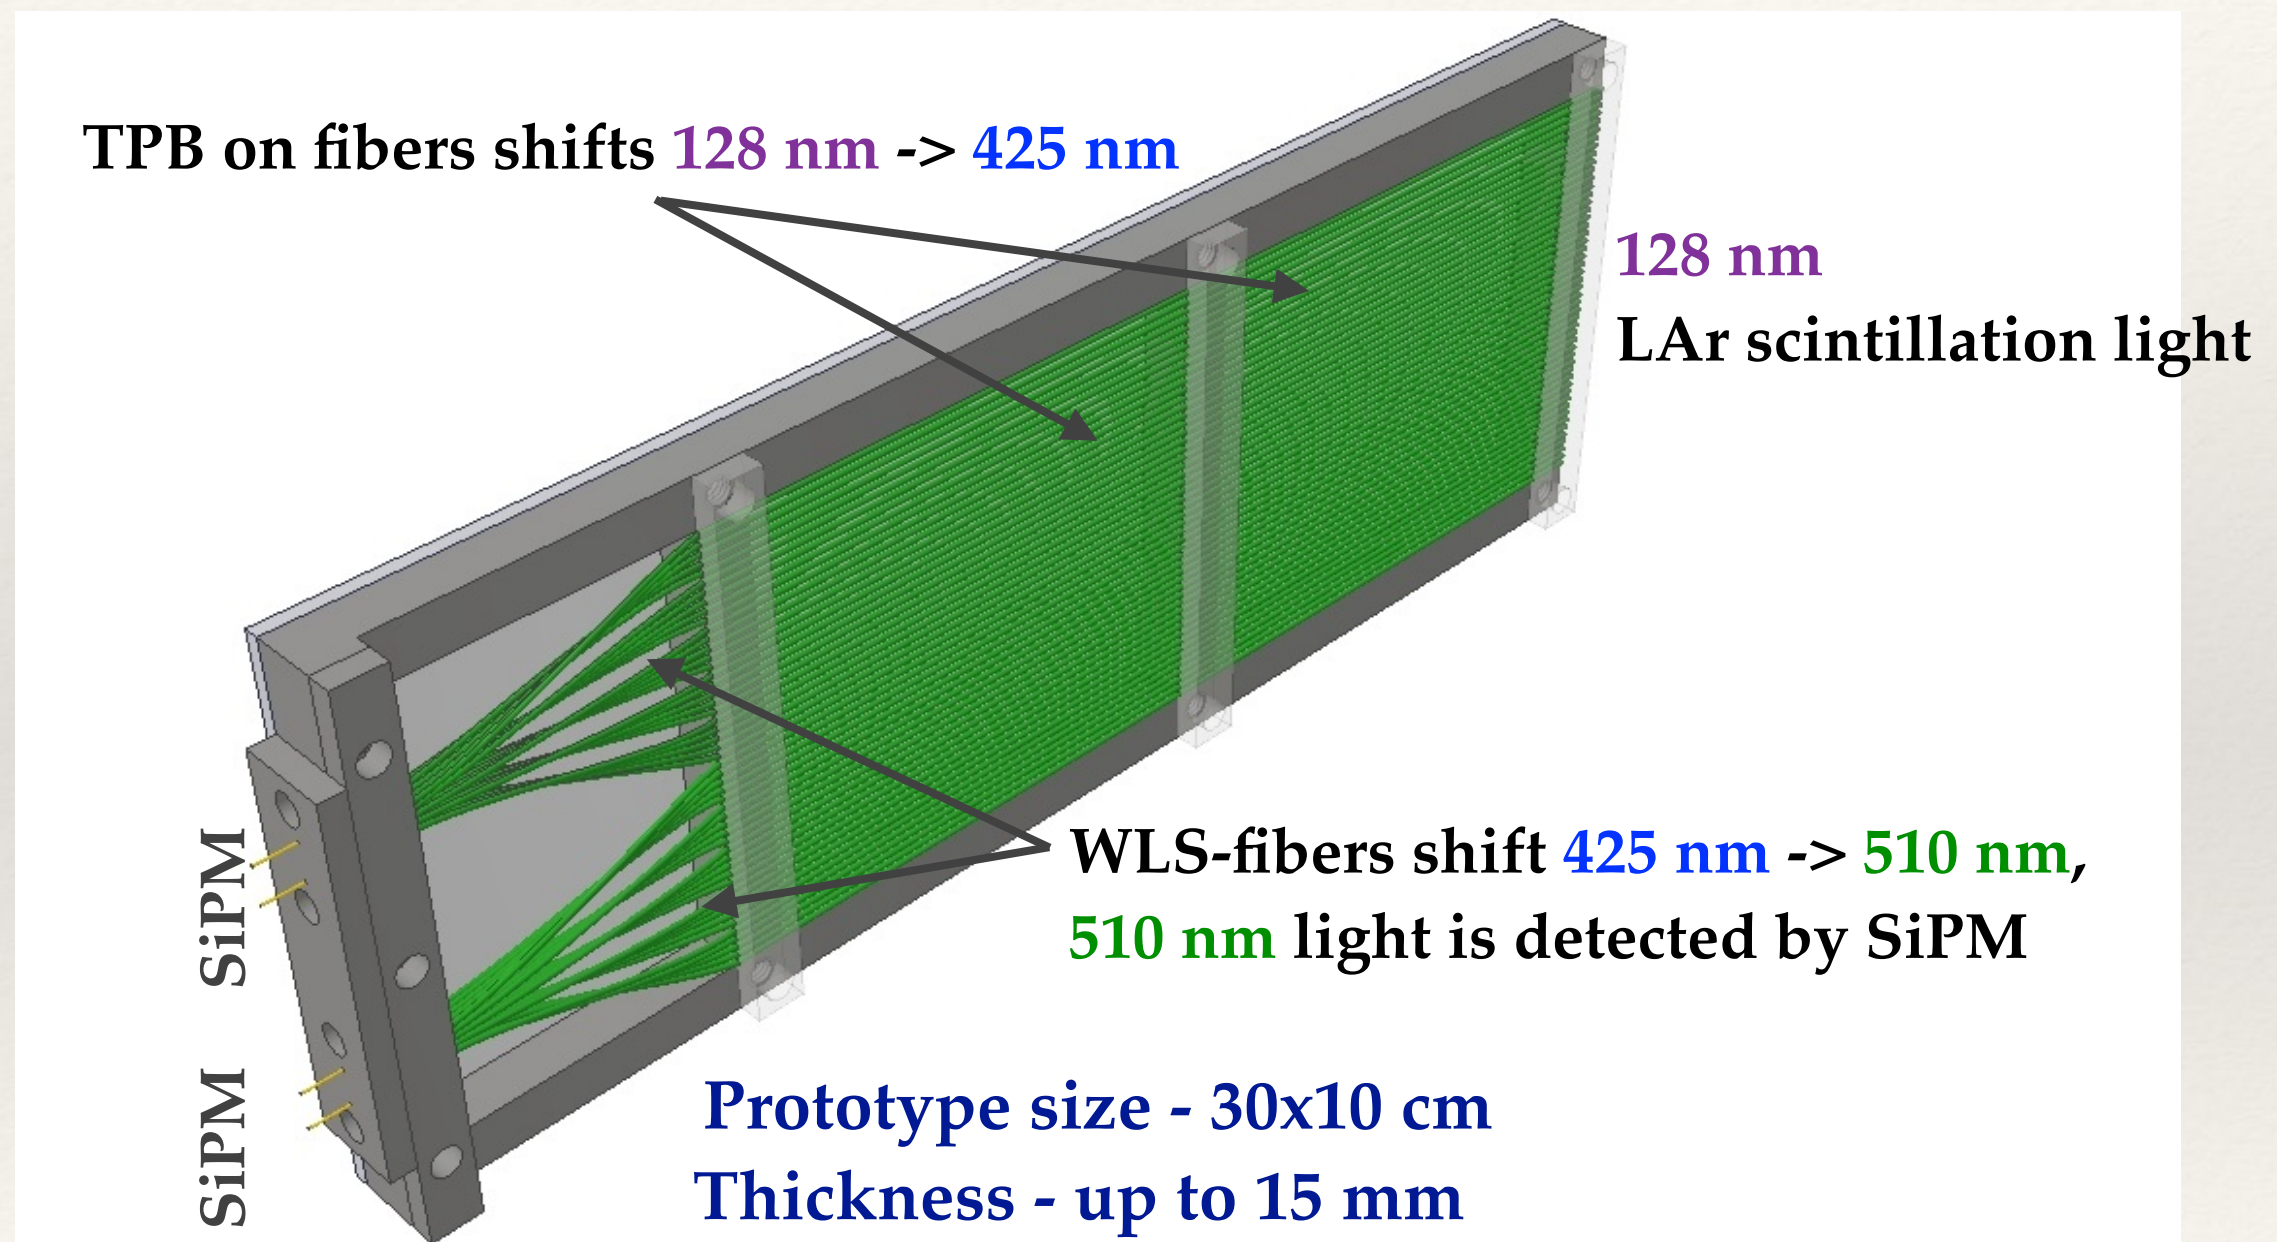 TPB on fibers shifts 128 nm -> 425 nm
128 nm
LAr scintillation light
WLS-fibers shift 425 nm -> 510 nm,
510 nm light is detected by SiPM
SiPM
SiPM
Prototype size - 30x10 cm
Thickness - up to 15 mm